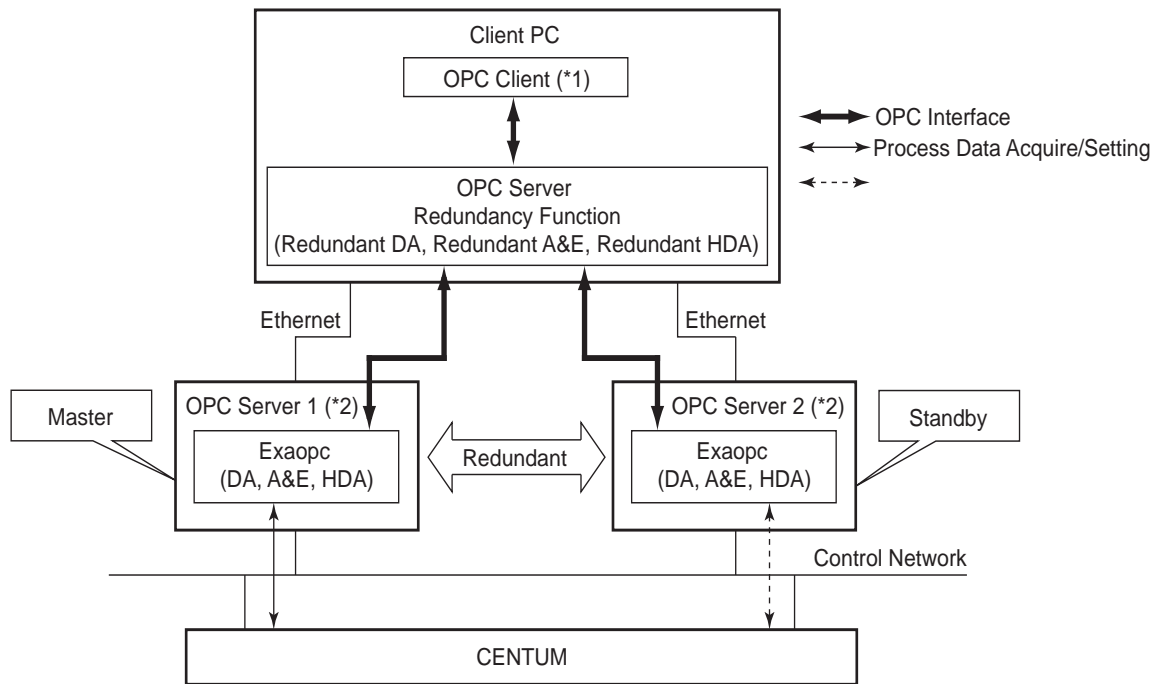 Client PC
OPC Client (*1)
OPC Interface
Process Data Acquire/Setting
OPC Server
Redundancy Function
(Redundant DA, Redundant A&E, Redundant HDA)
Ethernet
Ethernet
Master
OPC Server 1 (*2)
Exaopc
(DA, A&E, HDA)
Redundant
OPC Server 2 (*2)
Exaopc
(DA, A&E, HDA)
Standby
Control Network
CENTUM